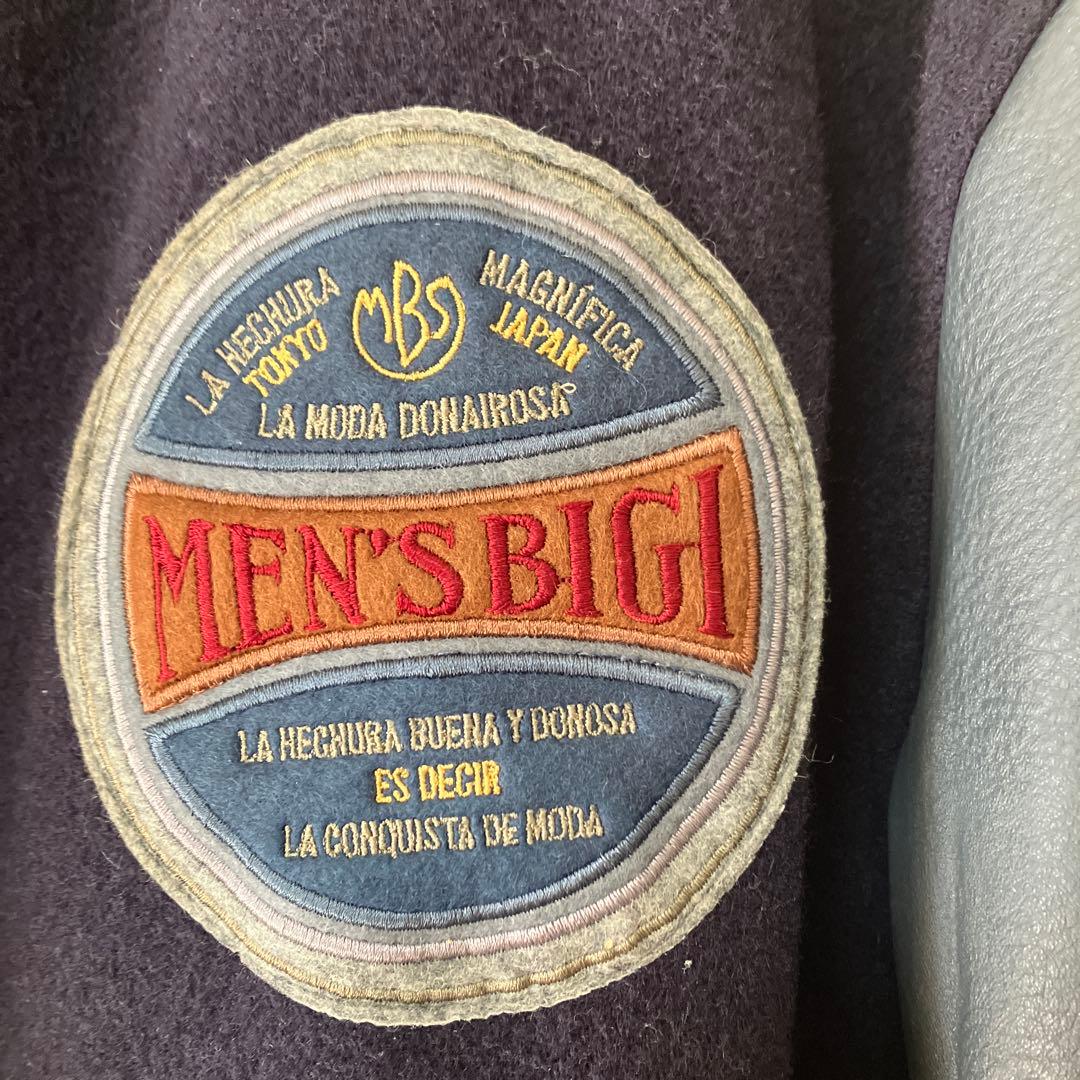 LA HECHURA MAGNÍFICA
TOKYO MBS JAPAN
LA MODA DONAIROSA
MEN'S BIGI
LA HECHURA BUENA Y DONOSA
ES DECIR
LA CONQUISTA DE MODA